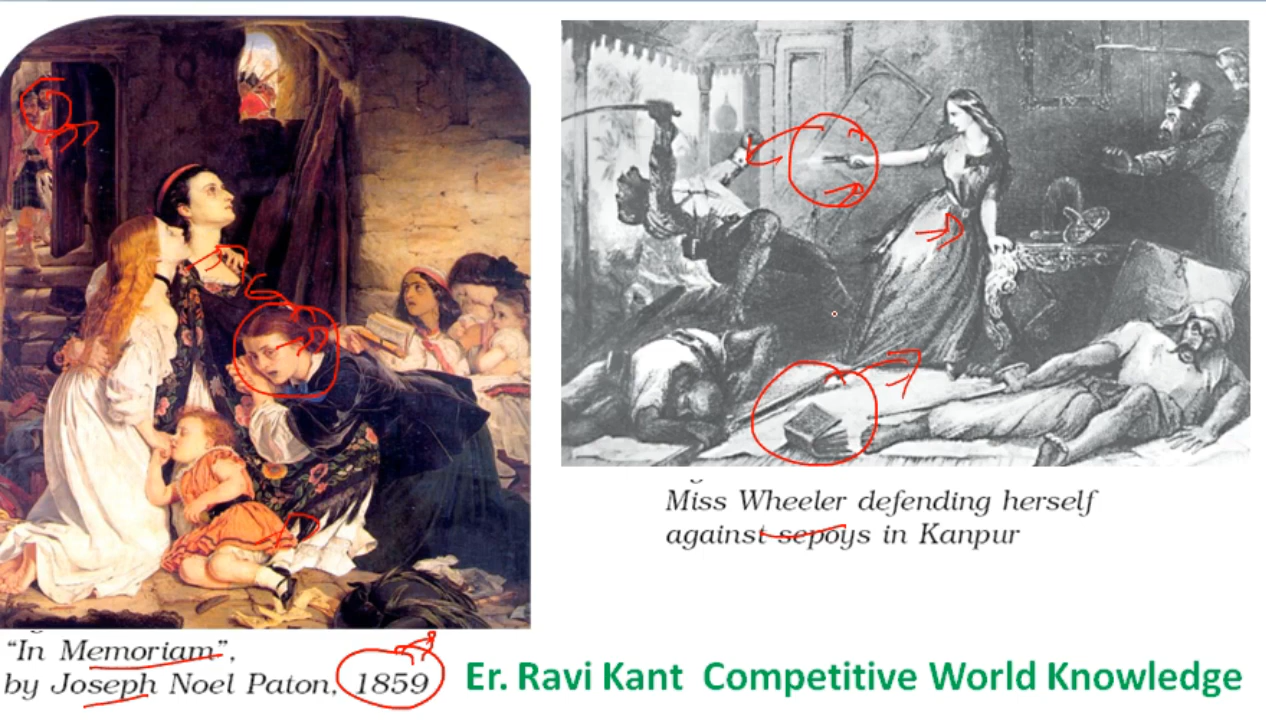 “In Memoriam”,
by Joseph Noel Paton, 1859
Miss Wheeler defending herself
against sepoys in Kanpur
Er. Ravi Kant Competitive World Knowledge